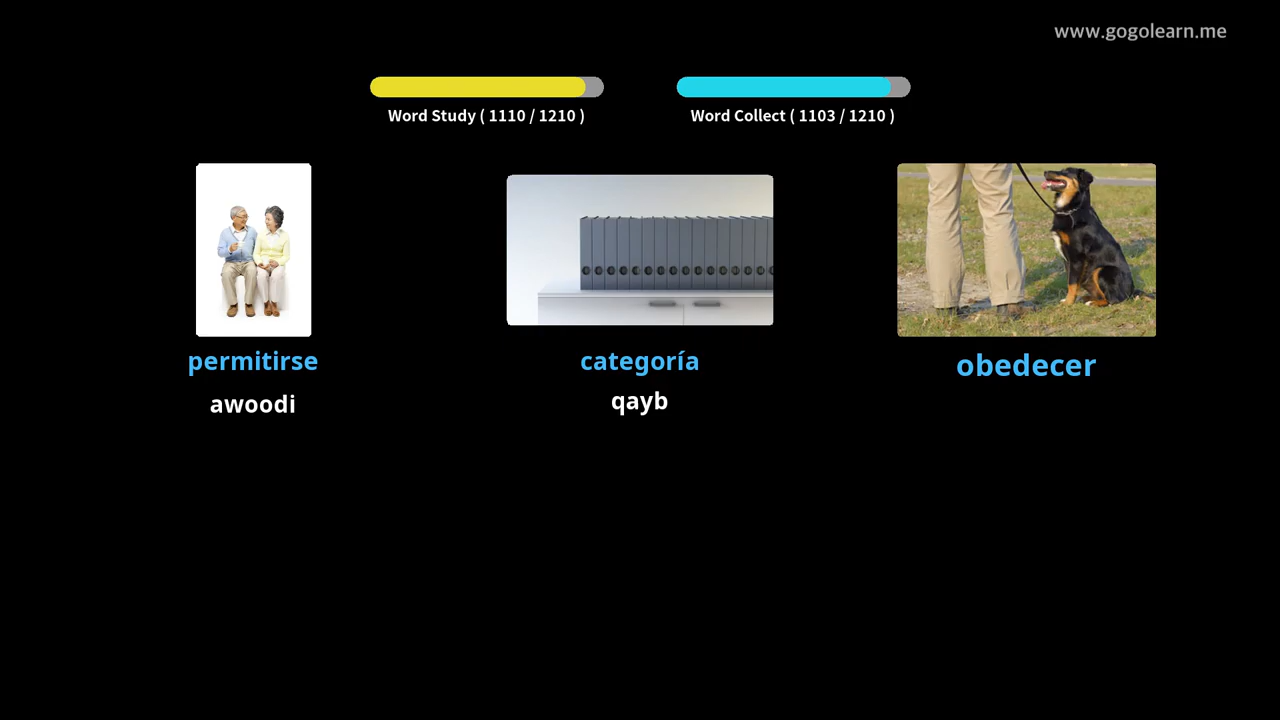 www.gogolearn.me
Word Study ( 1110 / 1210 )
Word Collect ( 1103 / 1210 )
permitirse
awoodi
categoría
qayb
obedecer